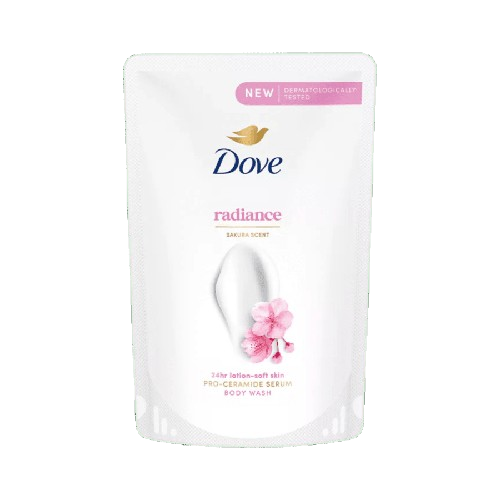 NEW
DERMATOLOGICALLY
TESTED
Dove
radiance
SAKURA SCENT
24hr lotion-soft skin
PRO-CERAMIDE SERUM
BODY WASH